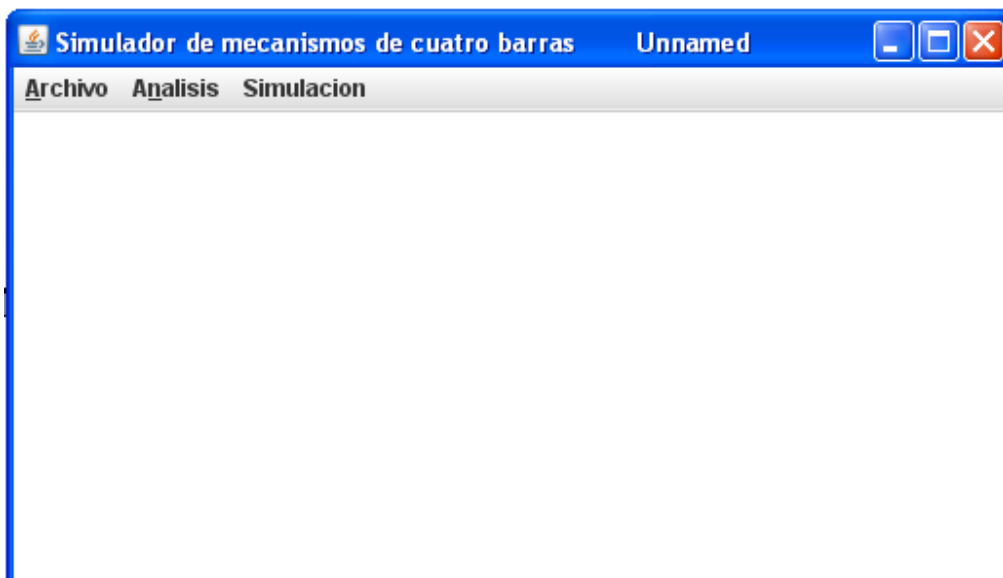 Simulador de mecanismos de cuatro barras Unnamed
Archivo Analisis Simulacion